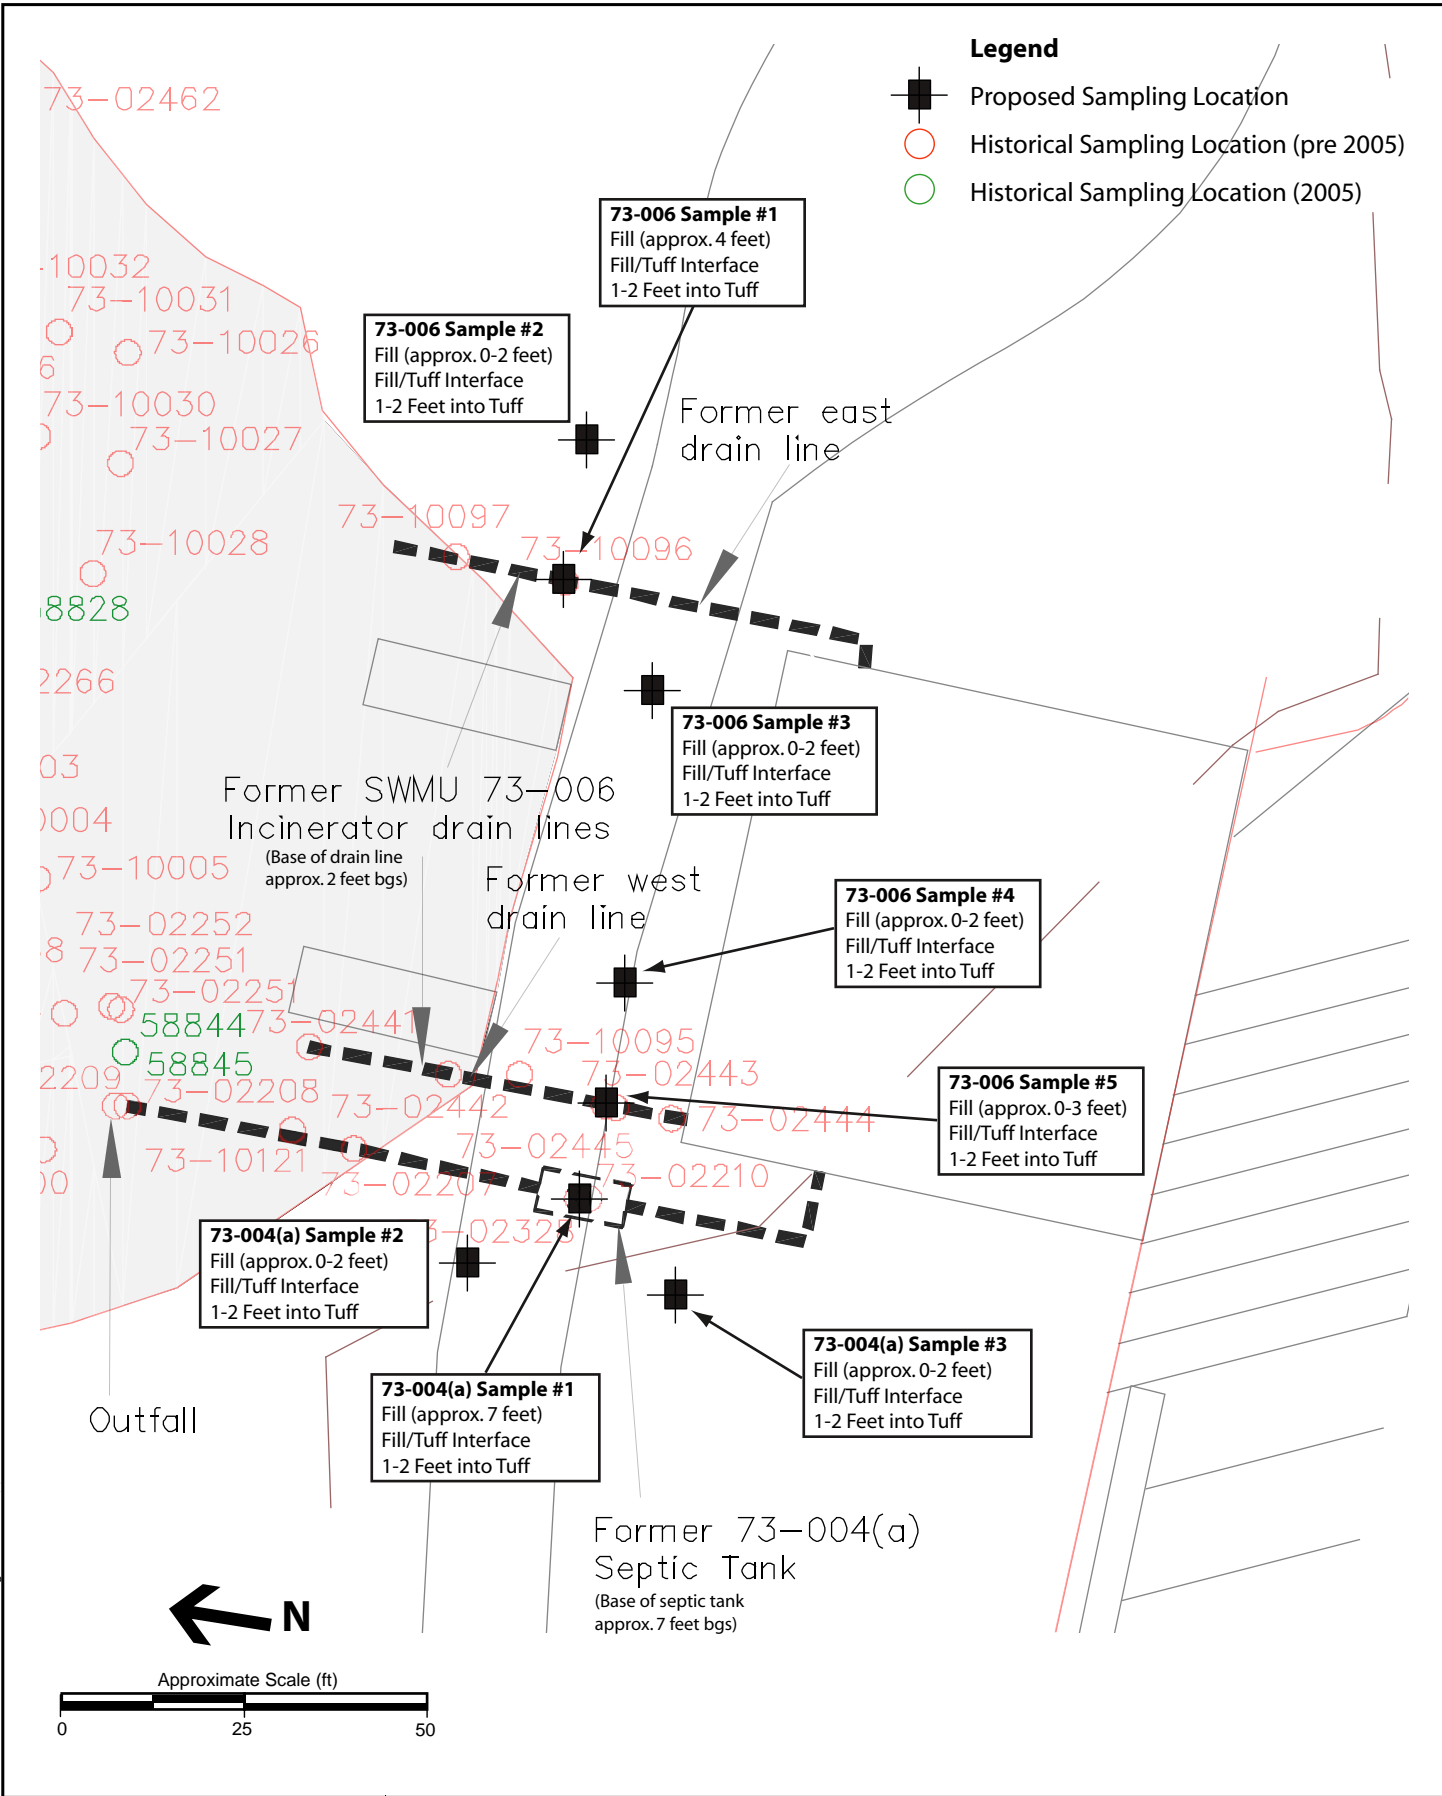 Legend
Proposed Sampling Location
Historical Sampling Location (pre 2005)
Historical Sampling Location (2005)
73-02462
73-006 Sample #1
Fill (approx. 4 feet)
Fill/Tuff Interface
1-2 Feet into Tuff
-10032
73-10031
73-10026
6
73-006 Sample #2
Fill (approx. 0-2 feet)
Fill/Tuff Interface
1-2 Feet into Tuff
73-10030
73-10027
Former east
drain line
73-10097
73-10096
73-10028
8828
2266
73-006 Sample #3
Fill (approx. 0-2 feet)
Fill/Tuff Interface
1-2 Feet into Tuff
03
Former SWMU 73-006
Incinerator drain lines
(Base of drain line
approx. 2 feet bgs)
0004
73-10005
Former west
drain line
73-006 Sample #4
Fill (approx. 0-2 feet)
Fill/Tuff Interface
1-2 Feet into Tuff
73-02252
8
73-02251
73-02251
58844
73-02441
58845
73-10095
73-02443
2209
73-02208
73-02442
73-02444
73-006 Sample #5
Fill (approx. 0-3 feet)
Fill/Tuff Interface
1-2 Feet into Tuff
73-10121
73-02445
00
73-02207
73-02210
3-02328
73-004(a) Sample #2
Fill (approx. 0-2 feet)
Fill/Tuff Interface
1-2 Feet into Tuff
73-004(a) Sample #3
Fill (approx. 0-2 feet)
Fill/Tuff Interface
1-2 Feet into Tuff
73-004(a) Sample #1
Fill (approx. 7 feet)
Fill/Tuff Interface
1-2 Feet into Tuff
Outfall
Former 73-004(a)
Septic Tank
(Base of septic tank
approx. 7 feet bgs)
N
Approximate Scale (ft)
0 25 50